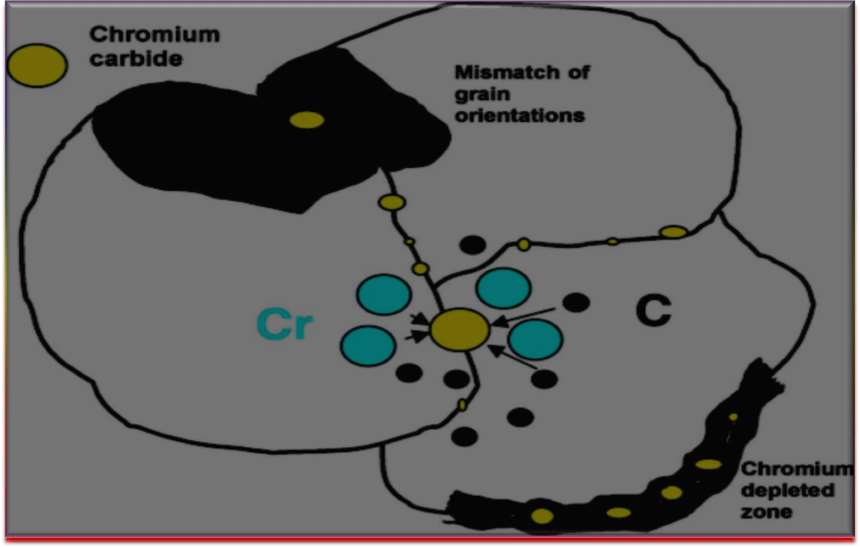 Chromium
carbide
Mismatch of
grain
orientations
Cr
C
Chromium
depleted
zone